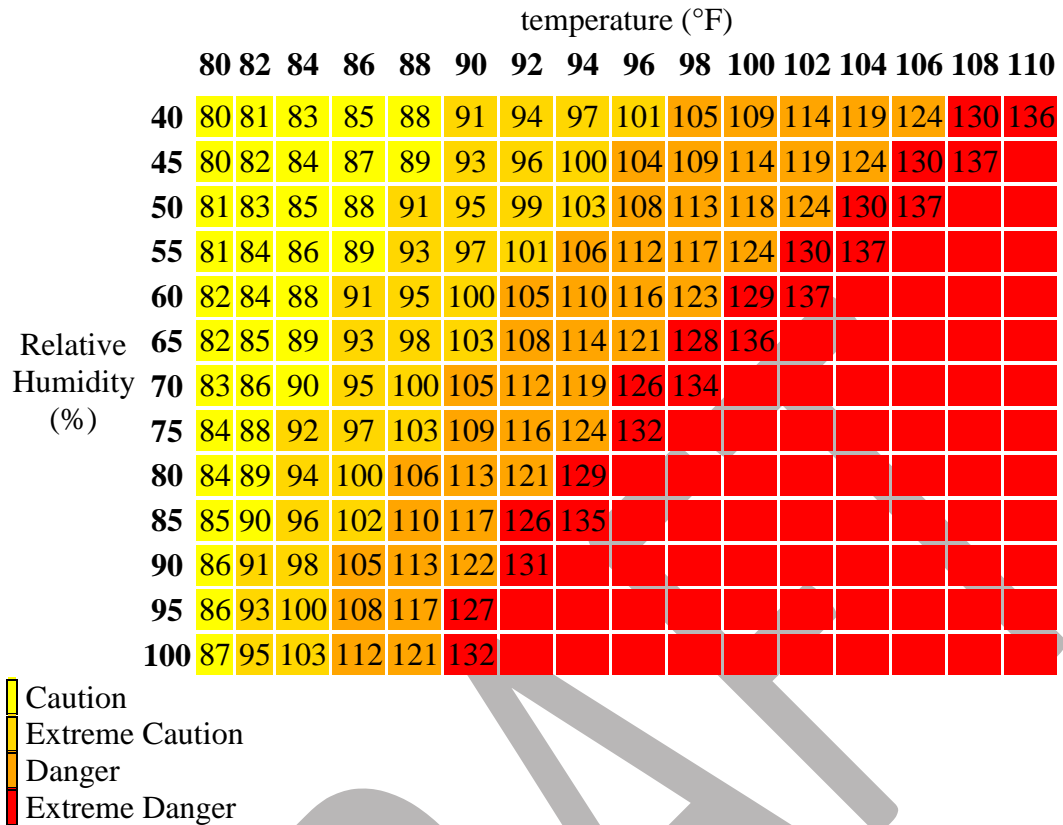 temperature (°F)
80 82 84 86 88 90 92 94 96 98 100 102 104 106 108 110
40 80 81 83 85 88 91 94 97 101 105 109 114 119 124 130 136
45 80 82 84 87 89 93 96 100 104 109 114 119 124 130 137
50 81 83 85 88 91 95 99 103 108 113 118 124 130 137
55 81 84 86 89 93 97 101 106 112 117 124 130 137
60 82 84 88 91 95 100 105 110 116 123 129 137
Relative 65 82 85 89 93 98 103 108 114 121 128 136
Humidity 70 83 86 90 95 100 105 112 119 126 134
(%) 75 84 88 92 97 103 109 116 124 132
80 84 89 94 100 106 113 121 129
85 85 90 96 102 110 117 126 135
90 86 91 98 105 113 122 131
95 86 93 100 108 117 127
100 87 95 103 112 121 132
Caution
Extreme Caution
Danger
Extreme Danger